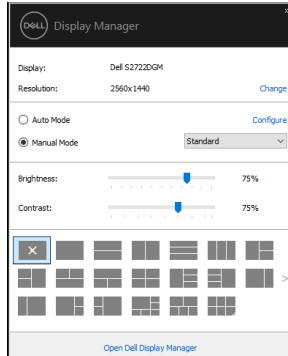 DELL Display Manager
Display: Dell S2722DGM
Resolution: 2560x1440 Change
Auto Mode Configure
Manual Mode Standard
Brightness: 75%
Contrast: 75%
Open Dell Display Manager